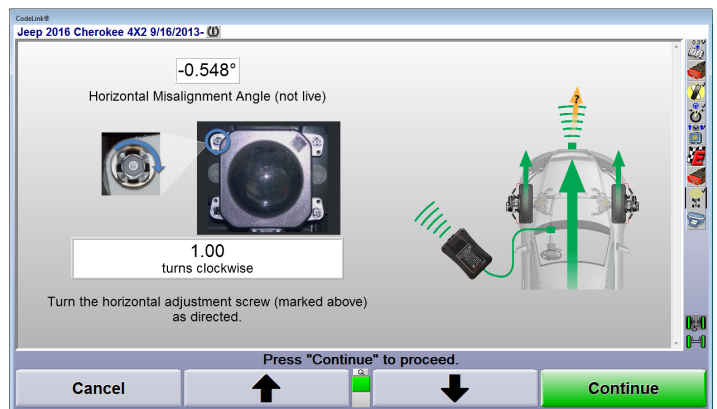 CodeLink®
Jeep 2016 Cherokee 4X2 9/16/2013-
-0.548°
Horizontal Misalignment Angle (not live)
?
1.00
turns clockwise
Turn the horizontal adjustment screw (marked above)
as directed.
Press "Continue" to proceed.
Cancel
Continue